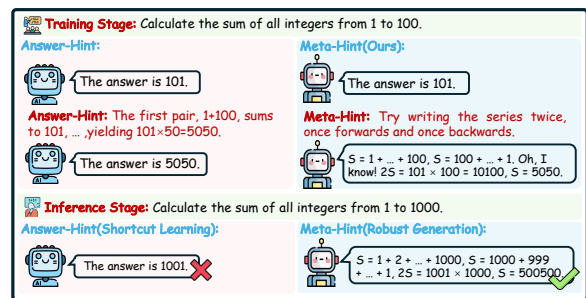 Training Stage: Calculate the sum of all integers from 1 to 100.
Answer-Hint:
The answer is 101.
Answer-Hint: The first pair, 1+100, sums
to 101, ... ,yielding 101×50=5050.
The answer is 5050.
AI
Meta-Hint(Ours):
The answer is 101.
Meta-Hint: Try writing the series twice,
once forwards and once backwards.
S = 1 + ... + 100, S = 100 + ... + 1. Oh, I
know! 2S = 101 × 100 = 10100, S = 5050.
Inference Stage: Calculate the sum of all integers from 1 to 1000.
Answer-Hint(Shortcut Learning):
The answer is 1001.
AI
Meta-Hint(Robust Generation):
S = 1 + 2 + ... + 1000, S = 1000 + 999
+ ... + 1, 2S = 1001 × 1000, S = 500500.